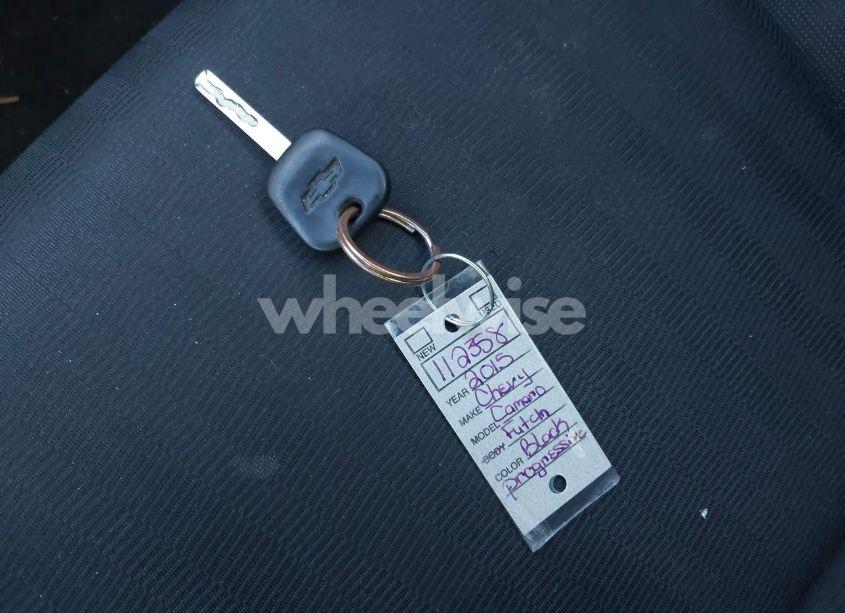 wheelwise
NEW
USED
112358
YEAR 2015
MAKE Chevy
MODEL Camaro
BODY Futch
COLOR Black
progressive